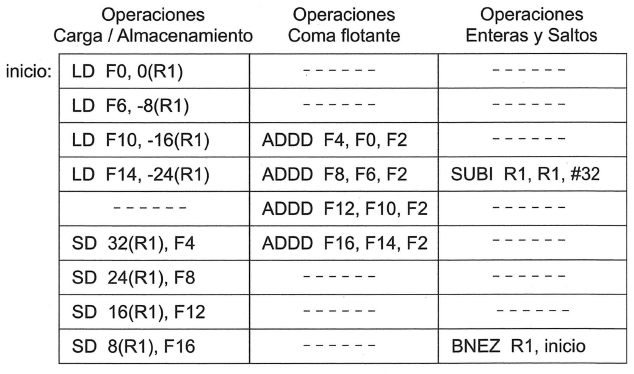 Operaciones Operaciones Operaciones
Carga / Almacenamiento Coma flotante Enteras y Saltos
inicio: LD F0, 0(R1) - - - - - - - - - - - -
LD F6, -8(R1) - - - - - - - - - - - -
LD F10, -16(R1) ADDD F4, F0, F2 - - - - - -
LD F14, -24(R1) ADDD F8, F6, F2 SUBI R1, R1, #32
- - - - - - ADDD F12, F10, F2 - - - - - -
SD 32(R1), F4 ADDD F16, F14, F2 - - - - - -
SD 24(R1), F8 - - - - - - - - - - - -
SD 16(R1), F12 - - - - - - - - - - - -
SD 8(R1), F16 - - - - - - BNEZ R1, inicio